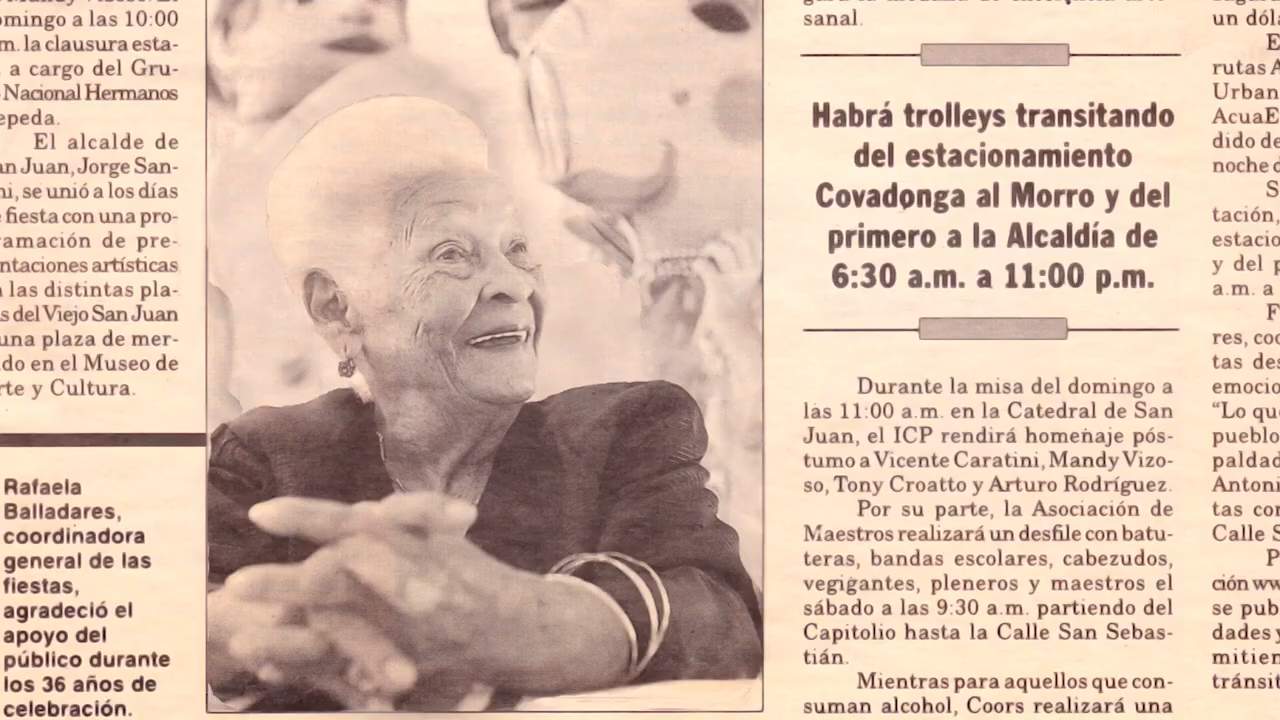 omingo a las 10:00
m. la clausura esta-
a cargo del Gru-
Nacional Hermanos
epeda.
El alcalde de
an Juan, Jorge San-
ni, se unió a los días
fiesta con una pro-
ramación de pre-
ntaciones artísticas
las distintas pla-
s del Viejo San Juan
una plaza de mer-
do en el Museo de
rte y Cultura.
Rafaela
Balladares,
coordinadora
general de las
fiestas,
agradeció el
apoyo del
público durante
los 36 años de
celebración.
sanal.
Habrá trolleys transitando
del estacionamiento
Covadonga al Morro y del
primero a la Alcaldía de
6:30 a.m. a 11:00 p.m.
Durante la misa del domingo a
las 11:00 a.m. en la Catedral de San
Juan, el ICP rendirá homenaje pós-
tumo a Vicente Caratini, Mandy Vizo-
so, Tony Croatto y Arturo Rodríguez.
Por su parte, la Asociación de
Maestros realizará un desfile con batu-
teras, bandas escolares, cabezudos,
vegigantes, pleneros y maestros el
sábado a las 9:30 a.m. partiendo del
Capitolio hasta la Calle San Sebas-
tián.
Mientras para aquellos que con-
suman alcohol, Coors realizará una
un dóla
E
rutas A
Urban
AcuaE
dido de
noche d
S
tación,
estacio
y del p
a.m. a
F
res, coo
tas des
emocio
“Lo qu
pueblo
paldad
Antoni
tas con
Calle S
P
ción ww
se pub
dades y
mitien
tránsit